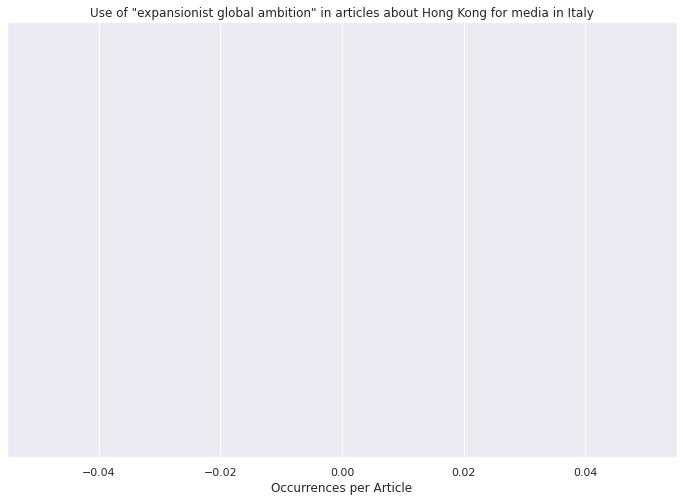 Use of "expansionist global ambition" in articles about Hong Kong for media in Italy
−0.04 −0.02 0.00 0.02 0.04
Occurrences per Article